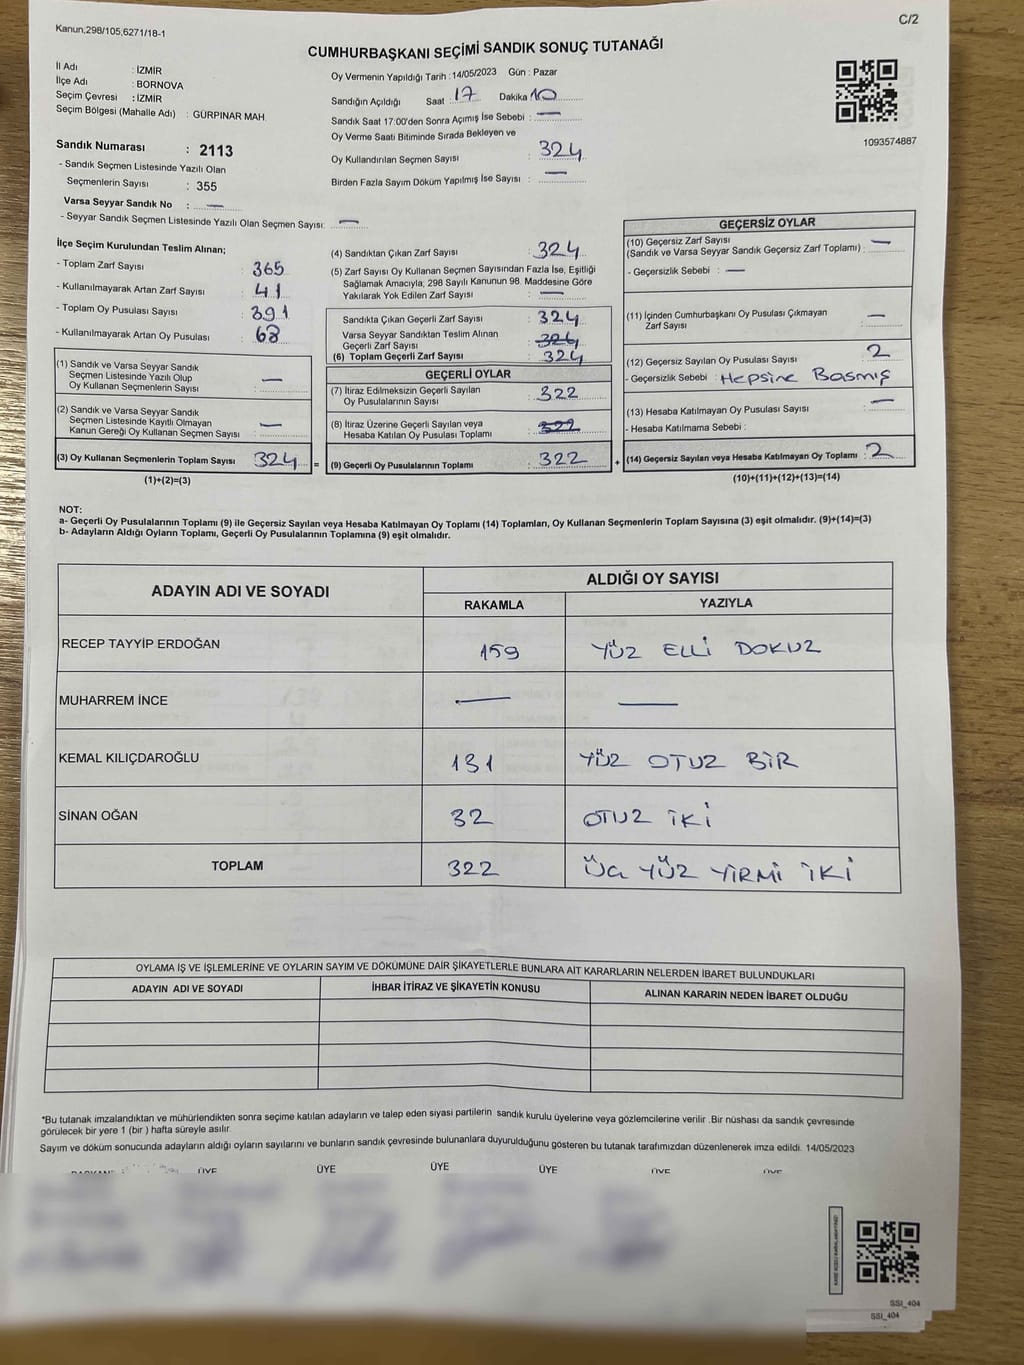 Kanun,298/105,6271/18-1
C/2
CUMHURBAŞKANI SEÇİMİ SANDIK SONUÇ TUTANAĞI
İl Adı : İZMİR
İlçe Adı : BORNOVA
Seçim Çevresi : İZMİR
Seçim Bölgesi (Mahalle Adı) : GÜRPINAR MAH.
Sandık Numarası : 2113
- Sandık Seçmen Listesinde Yazılı Olan
Seçmenlerin Sayısı : 355
Varsa Seyyar Sandık No : —
- Seyyar Sandık Seçmen Listesinde Yazılı Olan Seçmen Sayısı: —
Oy Vermenin Yapıldığı Tarih : 14/05/2023 Gün : Pazar
Sandığın Açıldığı Saat : 17 Dakika : 10
Sandık Saat 17:00'den Sonra Açımış İse Sebebi : —
Oy Verme Saati Bitiminde Sırada Bekleyen ve
Oy Kullandırılan Seçmen Sayısı : 324
Birden Fazla Sayım Döküm Yapılmış İse Sayısı : —
1093574887
İlçe Seçim Kurulundan Teslim Alınan;
- Toplam Zarf Sayısı : 365
- Kullanılmayarak Artan Zarf Sayısı : 41
- Toplam Oy Pusulası Sayısı : 391
- Kullanılmayarak Artan Oy Pusulası : 68
(1) Sandık ve Varsa Seyyar Sandık
Seçmen Listesinde Yazılı Olup
Oy Kullanan Seçmenlerin Sayısı : —
(2) Sandık ve Varsa Seyyar Sandık
Seçmen Listesinde Kayıtlı Olmayan
Kanun Gereği Oy Kullanan Seçmen Sayısı : —
(3) Oy Kullanan Seçmenlerin Toplam Sayısı 324 =
(1)+(2)=(3)
(4) Sandıktan Çıkan Zarf Sayısı : 324
(5) Zarf Sayısı Oy Kullanan Seçmen Sayısından Fazla İse, Eşitliği
Sağlamak Amacıyla; 298 Sayılı Kanunun 98. Maddesine Göre
Yakılarak Yok Edilen Zarf Sayısı : —
Sandıkta Çıkan Geçerli Zarf Sayısı : 324
Varsa Seyyar Sandıktan Teslim Alınan
Geçerli Zarf Sayısı : 324
(6) Toplam Geçerli Zarf Sayısı : 324
GEÇERLİ OYLAR
(7) İtiraz Edilmeksizin Geçerli Sayılan
Oy Pusulalarının Sayısı : 322
(8) İtiraz Üzerine Geçerli Sayılan veya
Hesaba Katılan Oy Pusulası Toplamı : 322
(9) Geçerli Oy Pusulalarının Toplamı : 322 +
GEÇERSİZ OYLAR
(10) Geçersiz Zarf Sayısı
(Sandık ve Varsa Seyyar Sandık Geçersiz Zarf Toplamı) : —
- Geçersizlik Sebebi : —
(11) İçinden Cumhurbaşkanı Oy Pusulası Çıkmayan
Zarf Sayısı : —
(12) Geçersiz Sayılan Oy Pusulası Sayısı : 2
- Geçersizlik Sebebi : Hepsine Basmış
(13) Hesaba Katılmayan Oy Pusulası Sayısı : —
- Hesaba Katılmama Sebebi :
(14) Geçersiz Sayılan veya Hesaba Katılmayan Oy Toplamı : 2
(10)+(11)+(12)+(13)=(14)
NOT:
a- Geçerli Oy Pusulalarının Toplamı (9) ile Geçersiz Sayılan veya Hesaba Katılmayan Oy Toplamı (14) Toplamları, Oy Kullanan Seçmenlerin Toplam Sayısına (3) eşit olmalıdır. (9)+(14)=(3)
b- Adayların Aldığı Oyların Toplamı, Geçerli Oy Pusulalarının Toplamına (9) eşit olmalıdır.
ADAYIN ADI VE SOYADI
ALDIĞI OY SAYISI
RAKAMLA YAZIYLA
RECEP TAYYİP ERDOĞAN 159 YÜZ ELLİ DOKUZ
MUHARREM İNCE — —
KEMAL KILIÇDAROĞLU 131 YÜZ OTUZ BİR
SİNAN OĞAN 32 OTUZ İKİ
TOPLAM 322 ÜÇ YÜZ YİRMİ İKİ
OYLAMA İŞ VE İŞLEMLERİNE VE OYLARIN SAYIM VE DÖKÜMÜNE DAİR ŞİKAYETLERLE BUNLARA AİT KARARLARIN NELERDEN İBARET BULUNDUKLARI
ADAYIN ADI VE SOYADI İHBAR İTİRAZ VE ŞİKAYETİN KONUSU ALINAN KARARIN NEDEN İBARET OLDUĞU
*Bu tutanak imzalandıktan ve mühürlendikten sonra seçime katılan adayların ve talep eden siyasi partilerin sandık kurulu üyelerine veya gözlemcilerine verilir .Bir nüshası da sandık çevresinde
görülecek bir yere 1 (bir ) hafta süreyle asılır.
Sayım ve döküm sonucunda adayların aldığı oyların sayılarını ve bunların sandık çevresinde bulunanlara duyurulduğunu gösteren bu tutanak tarafımızdan düzenlenerek imza edildi. 14/05/2023
BAŞKAN ÜYE ÜYE ÜYE ÜYE ÜYE ÜYE
SSI_404
SSI_404